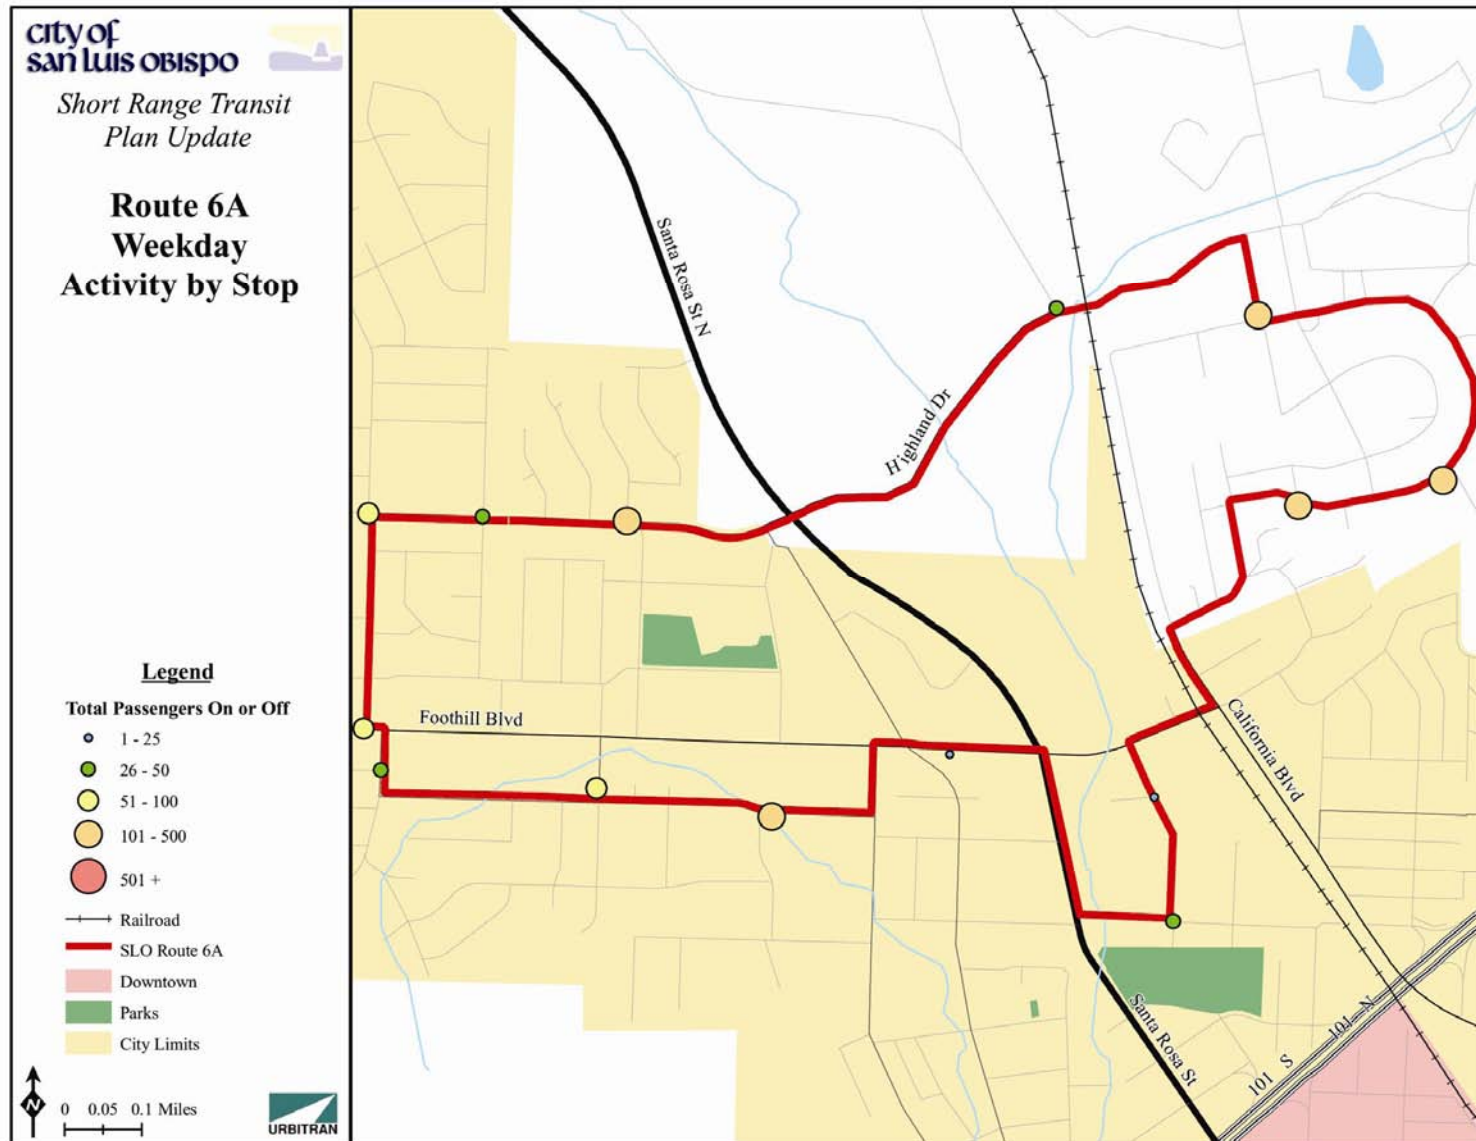 city of
san luis obispo
Short Range Transit
Plan Update
Route 6A
Weekday
Activity by Stop
Legend
Total Passengers On or Off
1 - 25
26 - 50
51 - 100
101 - 500
501 +
Railroad
SLO Route 6A
Downtown
Parks
City Limits
N
0 0.05 0.1 Miles
URBITRAN
Santa Rosa St N
Highland Dr
Foothill Blvd
California Blvd
Santa Rosa St
101 S
101 N